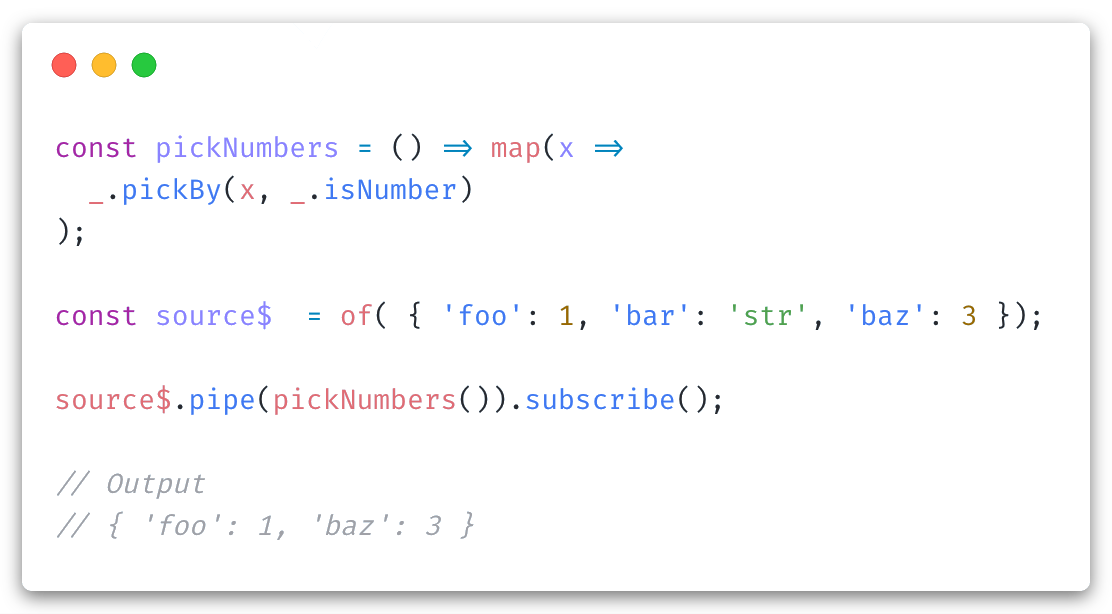 const pickNumbers = () => map(x =>
  _.pickBy(x, _.isNumber)
);
const source$  = of( { 'foo': 1, 'bar': 'str', 'baz': 3 });
source$.pipe(pickNumbers()).subscribe();
// Output
// { 'foo': 1, 'baz': 3 }